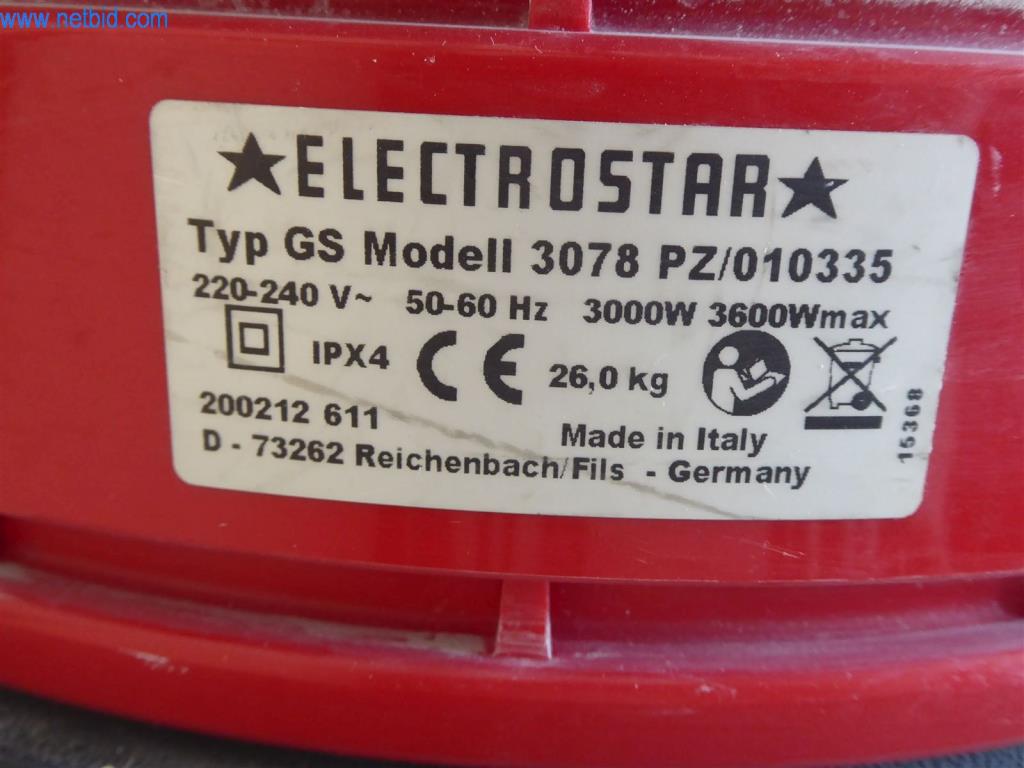 www.netbid.com
★ELECTROSTAR★
Typ GS Modell 3078 PZ/010335
220-240 V~ 50-60 Hz 3000W 3600Wmax
IPX4 CE 26,0 kg
200212 611
Made in Italy
D - 73262 Reichenbach/Fils - Germany
15368